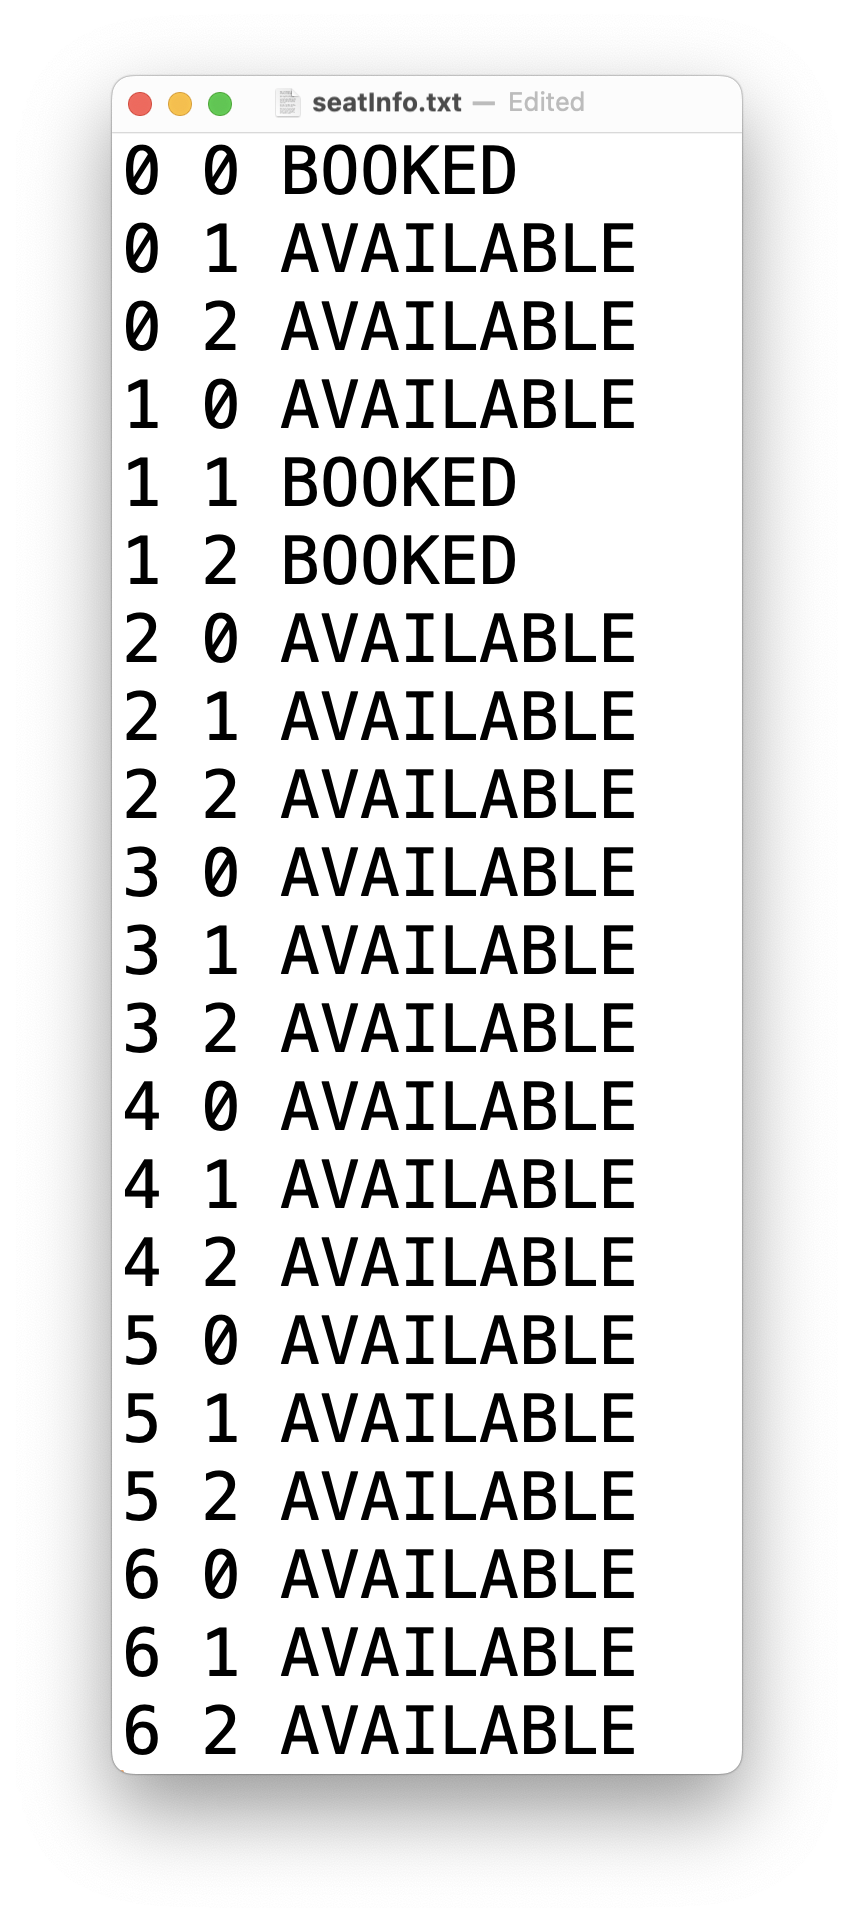 seatInfo.txt — Edited
0 0 BOOKED
0 1 AVAILABLE
0 2 AVAILABLE
1 0 AVAILABLE
1 1 BOOKED
1 2 BOOKED
2 0 AVAILABLE
2 1 AVAILABLE
2 2 AVAILABLE
3 0 AVAILABLE
3 1 AVAILABLE
3 2 AVAILABLE
4 0 AVAILABLE
4 1 AVAILABLE
4 2 AVAILABLE
5 0 AVAILABLE
5 1 AVAILABLE
5 2 AVAILABLE
6 0 AVAILABLE
6 1 AVAILABLE
6 2 AVAILABLE